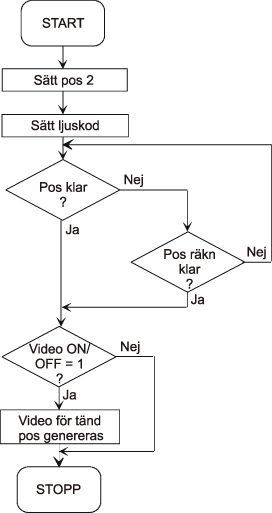 START
Sätt pos 2
Sätt ljuskod
Pos klar
?
Nej
Ja
Pos räkn
klar
?
Nej
Ja
Video ON/
OFF = 1
?
Nej
Ja
Video för tänd
pos genereras
STOPP